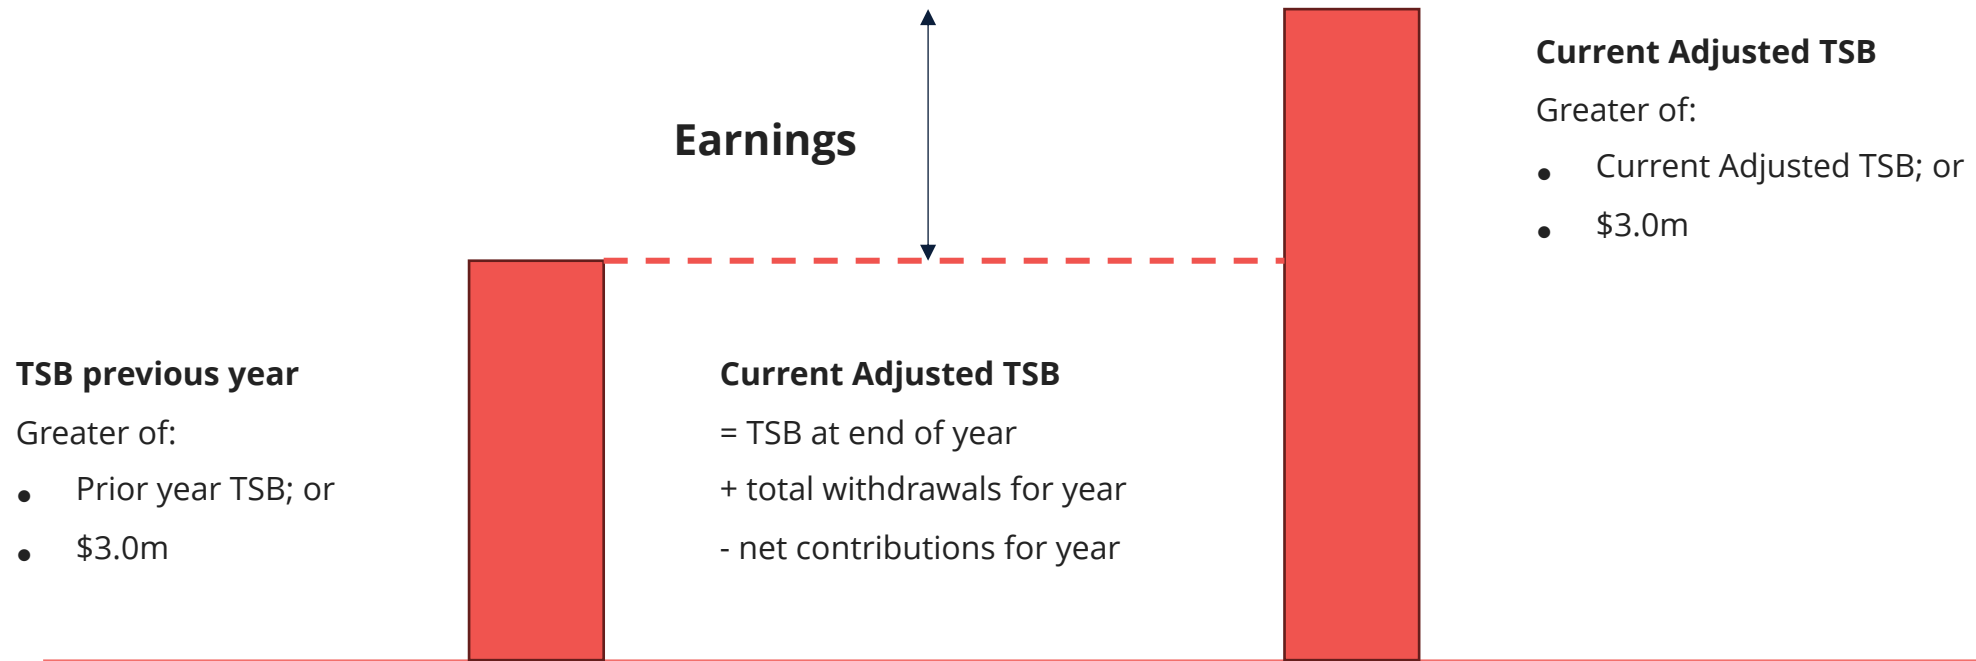 Earnings
TSB previous year
Greater of:
• Prior year TSB; or
• $3.0m
Current Adjusted TSB
= TSB at end of year
+ total withdrawals for year
- net contributions for year
Current Adjusted TSB
Greater of:
• Current Adjusted TSB; or
• $3.0m